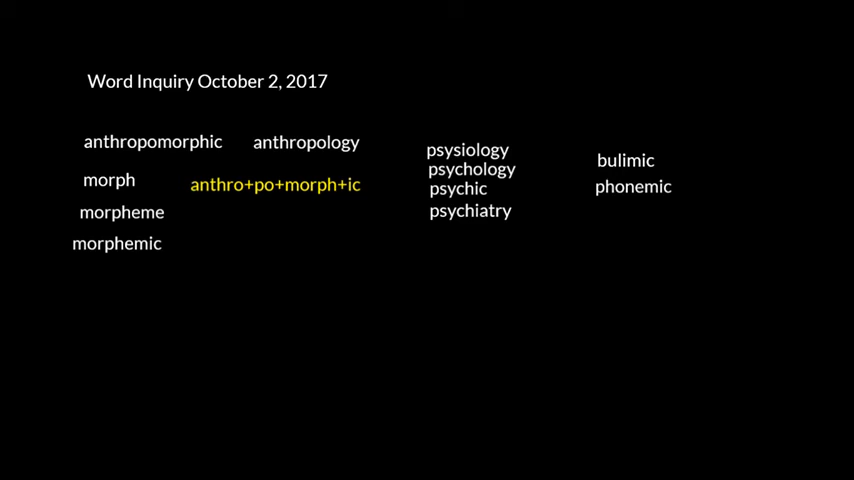 Word Inquiry October 2, 2017
anthropomorphic
anthropology
morph
anthro+po+morph+ic
morpheme
morphemic
psysiology
psychology
psychic
psychiatry
bulimic
phonemic